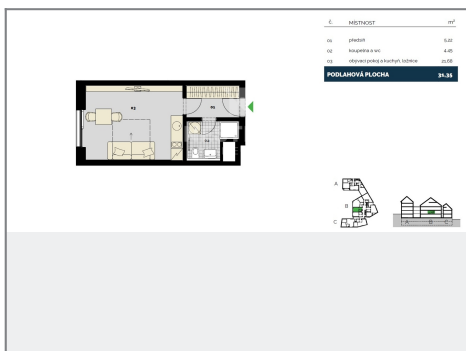 č. MÍSTNOST m²
01 předsíň 5.22
02 koupelna a wc 4.45
03 obývací pokoj a kuchyň, ložnice 21.68
PODLAHOVÁ PLOCHA 31.35
03
01
02
A
B
C
A B C